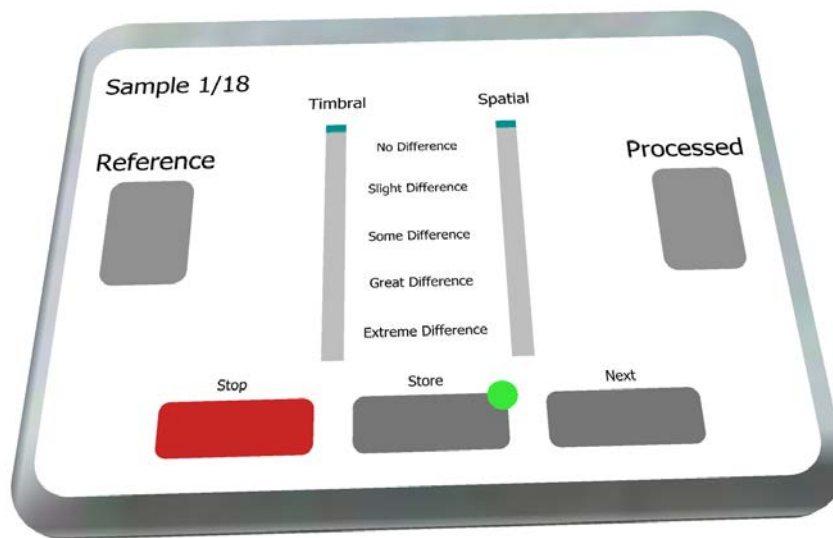 Sample 1/18
Timbral
Spatial
Reference
Processed
No Difference
Slight Difference
Some Difference
Great Difference
Extreme Difference
Stop
Store
Next